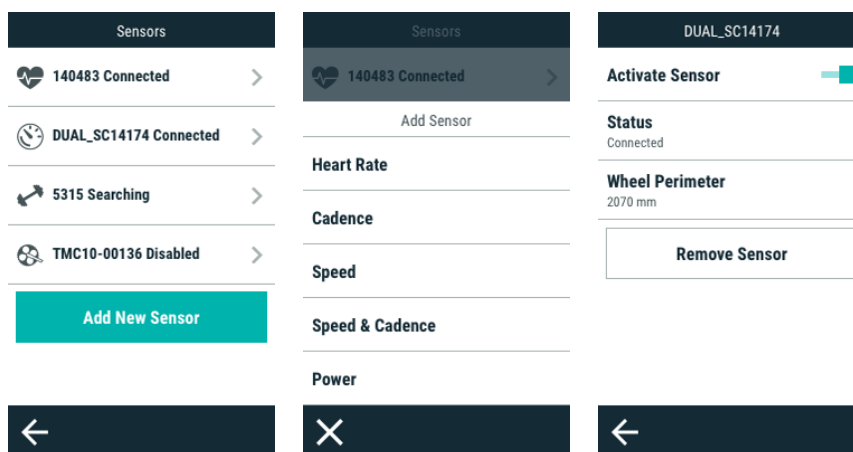 Sensors
140483 Connected
DUAL_SC14174 Connected
5315 Searching
TMC10-00136 Disabled
Add New Sensor
Sensors
140483 Connected
Add Sensor
Heart Rate
Cadence
Speed
Speed & Cadence
Power
DUAL_SC14174
Activate Sensor
Status
Connected
Wheel Perimeter
2070 mm
Remove Sensor